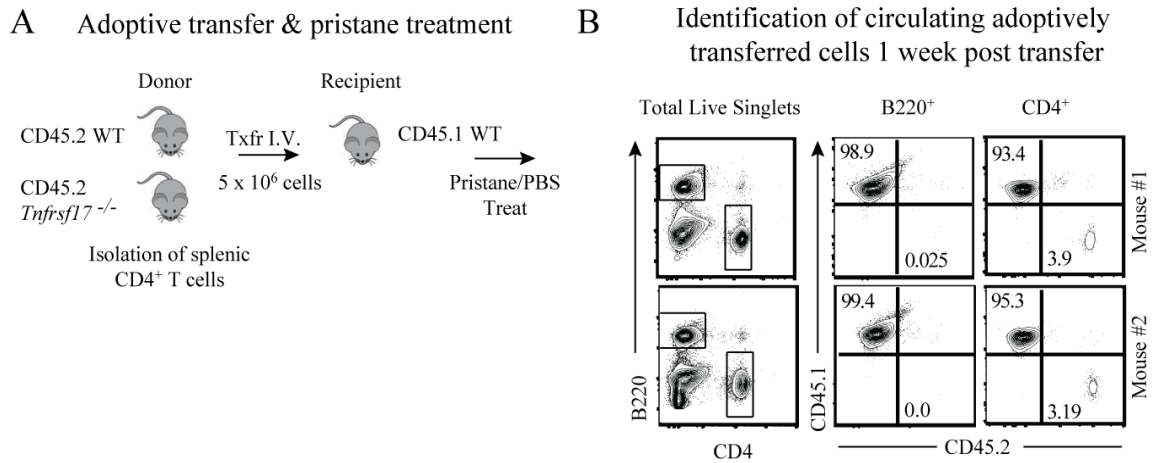 A
Adoptive transfer & pristane treatment
Donor
Recipient
CD45.2 WT
Txfr I.V.
CD45.1 WT
5 x 10⁶ cells
Pristane/PBS
Treat
CD45.2
Tnfrsf17 -/-
Isolation of splenic
CD4⁺ T cells
B
Identification of circulating adoptively
transferred cells 1 week post transfer
Total Live Singlets
B220⁺
CD4⁺
98.9
93.4
0.025
3.9
Mouse #1
99.4
95.3
0.0
3.19
Mouse #2
B220
CD45.1
CD4
CD45.2